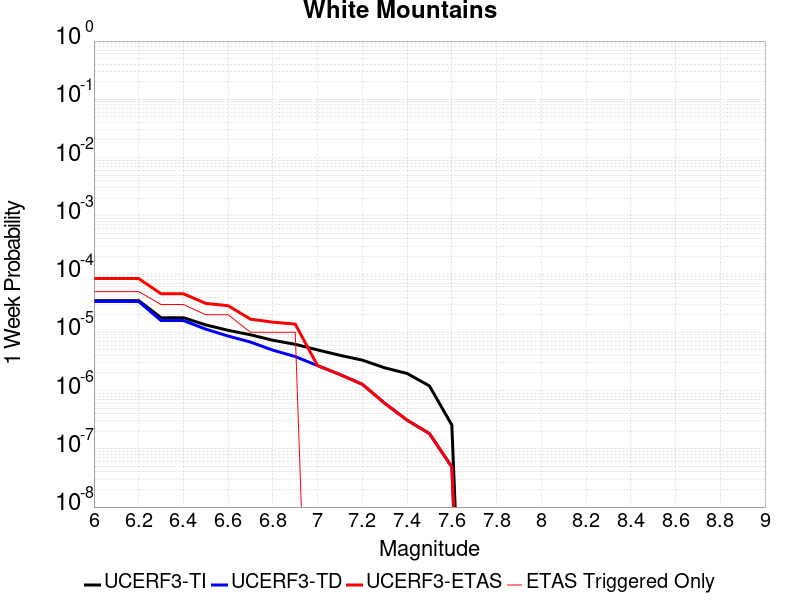 White Mountains
10^0
10^-1
10^-2
10^-3
10^-4
10^-5
10^-6
10^-7
10^-8
1 Week Probability
6 6.2 6.4 6.6 6.8 7 7.2 7.4 7.6 7.8 8 8.2 8.4 8.6 8.8 9
Magnitude
UCERF3-TI UCERF3-TD UCERF3-ETAS ETAS Triggered Only